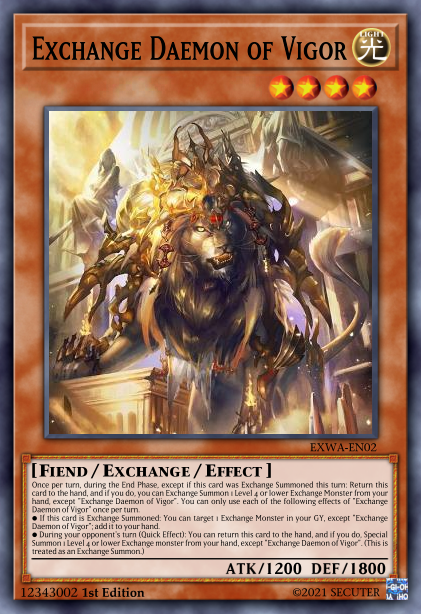 EXCHANGE DAEMON OF VIGOR
LIGHT
光
EXWA-EN02
[FIEND / EXCHANGE / EFFECT ]
Once per turn, during the End Phase, except if this card was Exchange Summoned this turn: Return this
card to the hand, and if you do, you can Exchange Summon 1 Level 4 or lower Exchange Monster from your
hand, except "Exchange Daemon of Vigor". You can only use each of the following effects of "Exchange
Daemon of Vigor" once per turn.
● If this card is Exchange Summoned: You can target 1 Exchange Monster in your GY, except "Exchange
Daemon of Vigor"; add it to your hand.
● During your opponent's turn (Quick Effect): You can return this card to the hand, and if you do, Special
Summon 1 Level 4 or lower Exchange monster from your hand, except "Exchange Daemon of Vigor". (This is
treated as an Exchange Summon.)
ATK/1200 DEF/1800
12343002 1st Edition
©2021 SECUTER